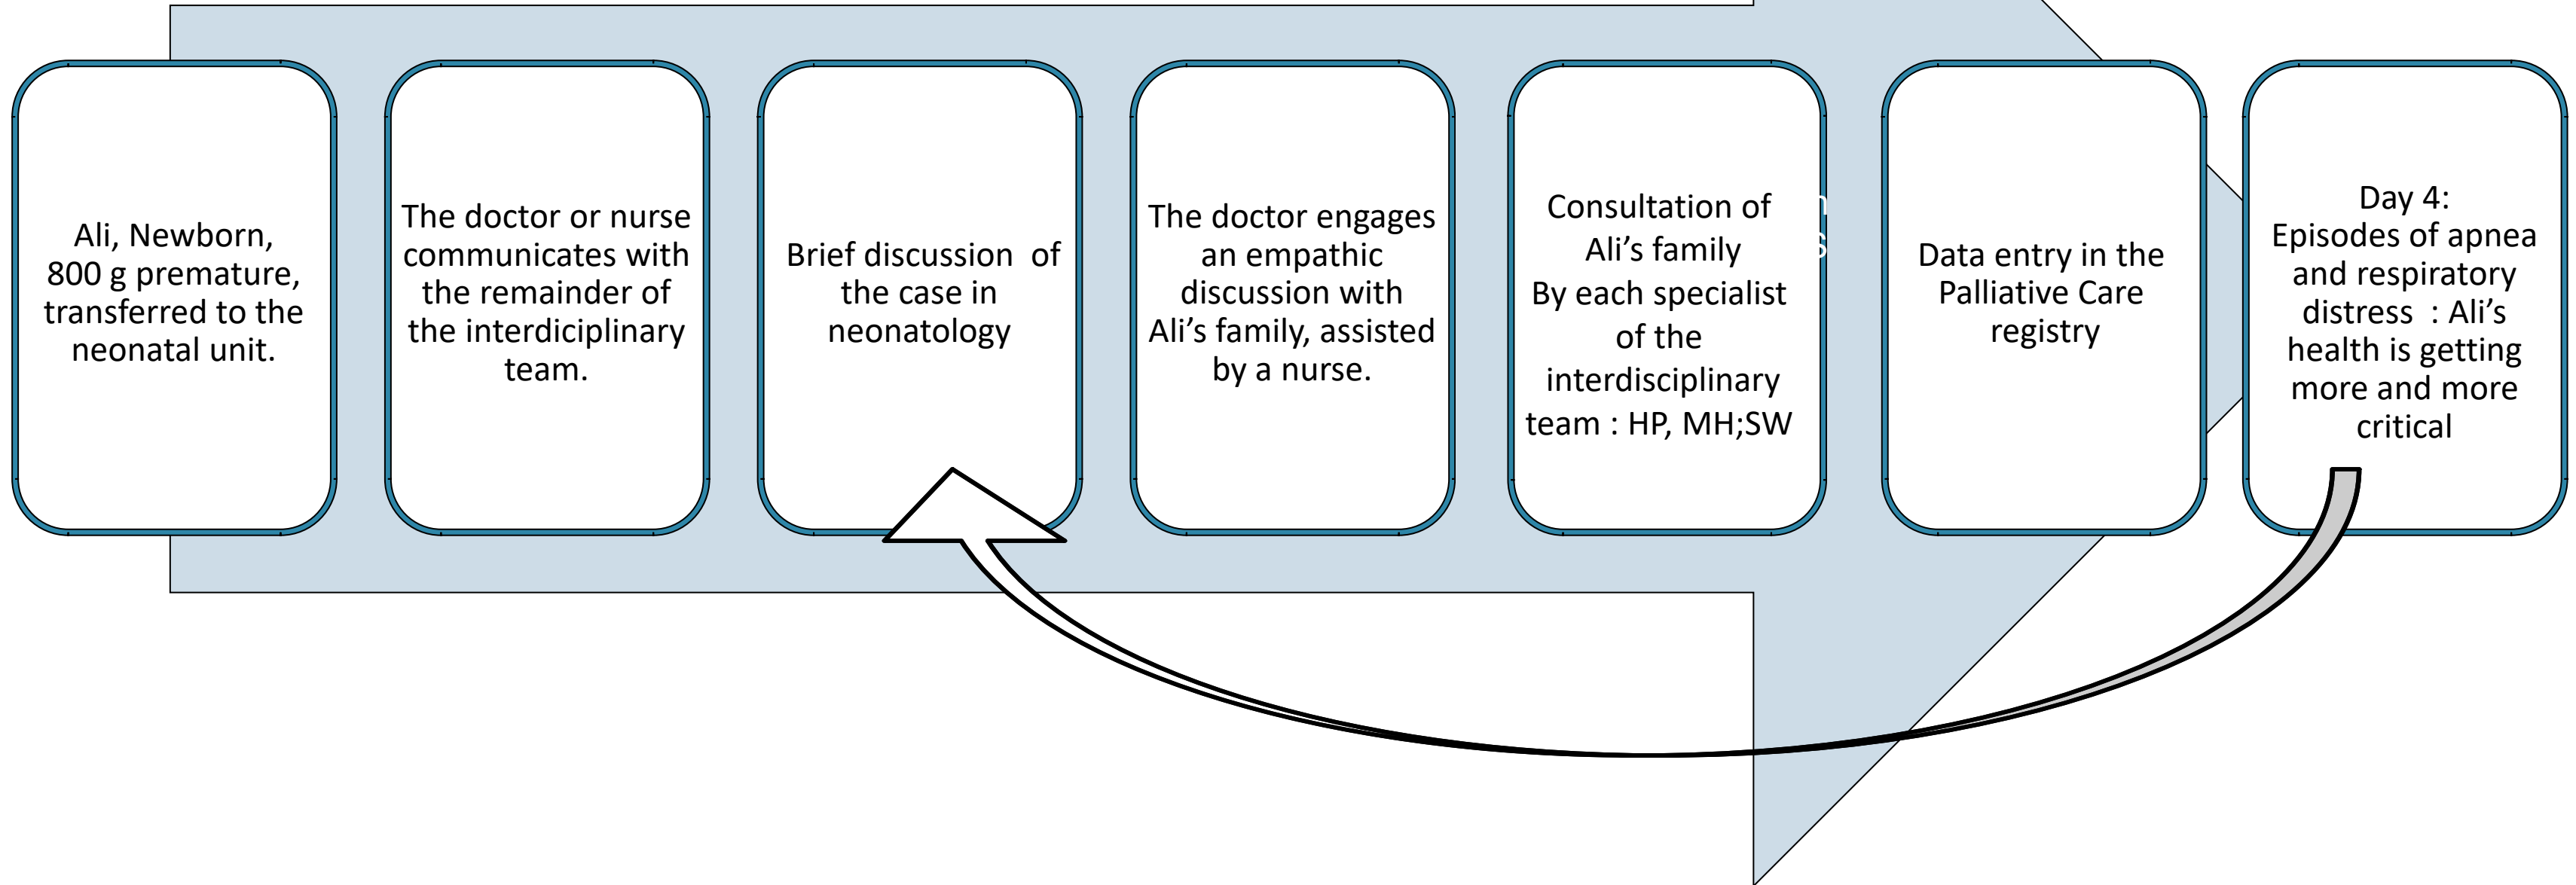 Ali, Newborn,
800 g premature,
transferred to the
neonatal unit.
The doctor or nurse
communicates with
the remainder of
the interdiciplinary
team.
Brief discussion  of
the case in
neonatology
The doctor engages
an empathic
discussion with
Ali’s family, assisted
by a nurse.
Consultation of
Ali’s family
By each specialist
of the
interdisciplinary
team : HP, MH;SW
Data entry in the
Palliative Care
registry
Day 4:
Episodes of apnea
and respiratory
distress  : Ali’s
health is getting
more and more
critical